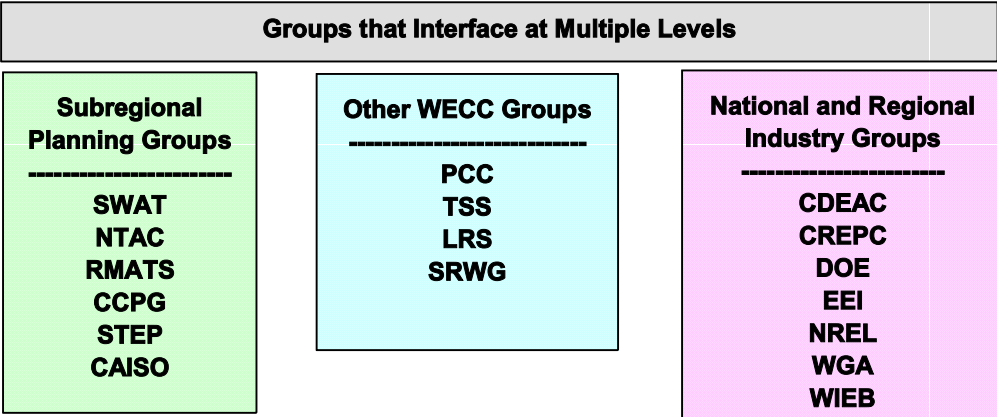 Groups that Interface at Multiple Levels
Subregional
Planning Groups
------------------------
SWAT
NTAC
RMATS
CCPG
STEP
CAISO
Other WECC Groups
----------------------------
PCC
TSS
LRS
SRWG
National and Regional
Industry Groups
------------------------
CDEAC
CREPC
DOE
EEI
NREL
WGA
WIEB